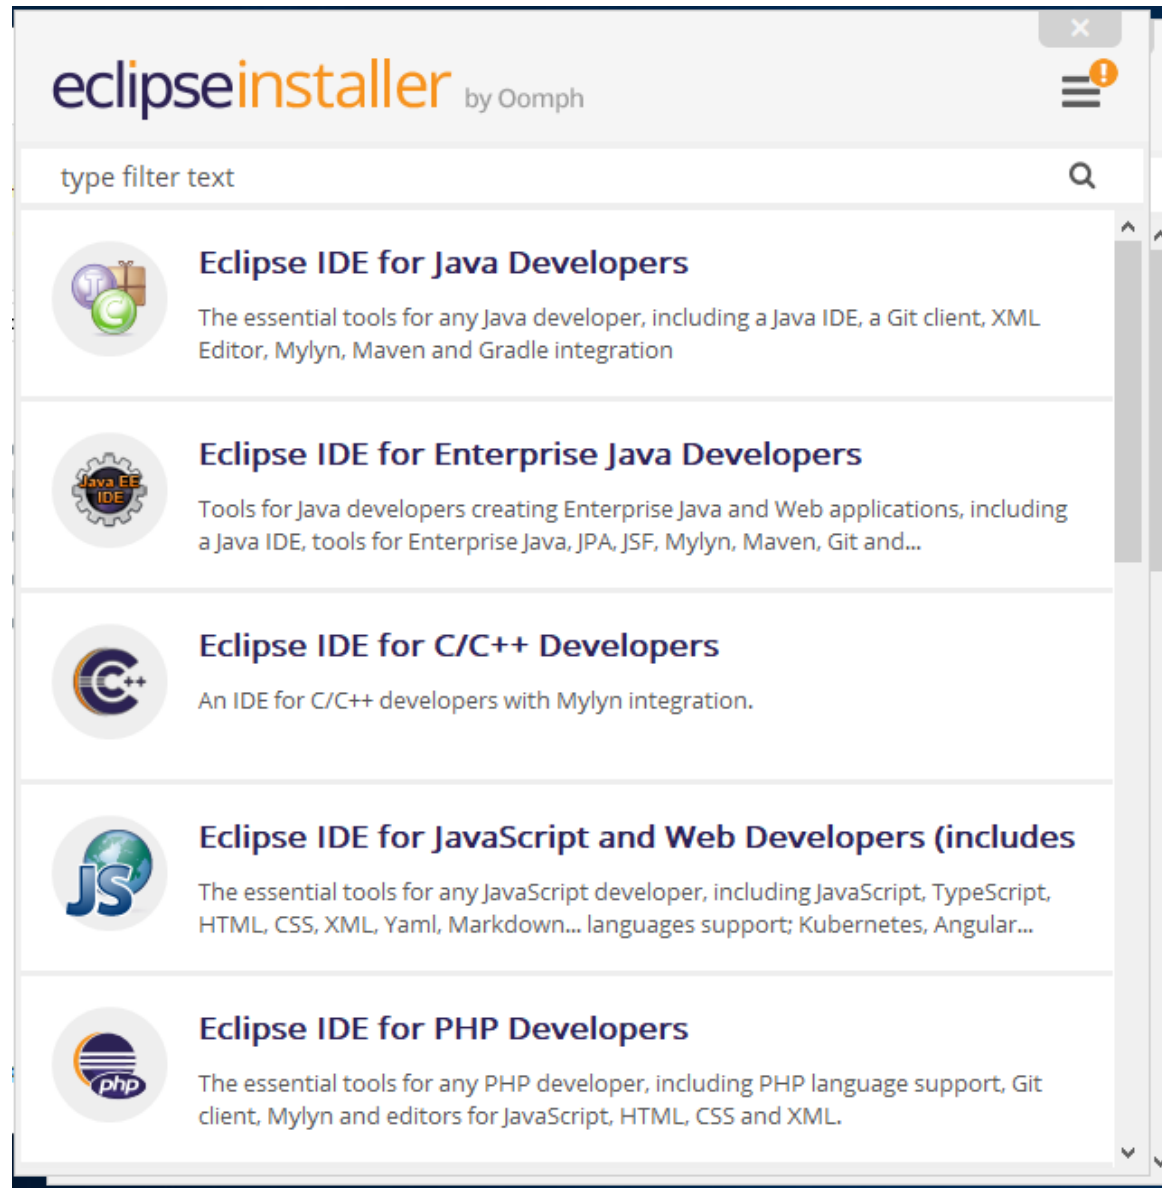 ×
eclipseinstaller by Oomph
!
type filter text
Eclipse IDE for Java Developers
The essential tools for any Java developer, including a Java IDE, a Git client, XML
Editor, Mylyn, Maven and Gradle integration
Java EE
IDE
Eclipse IDE for Enterprise Java Developers
Tools for Java developers creating Enterprise Java and Web applications, including
a Java IDE, tools for Enterprise Java, JPA, JSF, Mylyn, Maven, Git and...
C++
Eclipse IDE for C/C++ Developers
An IDE for C/C++ developers with Mylyn integration.
JS
Eclipse IDE for JavaScript and Web Developers (includes
The essential tools for any JavaScript developer, including JavaScript, TypeScript,
HTML, CSS, XML, Yaml, Markdown... languages support; Kubernetes, Angular...
php
Eclipse IDE for PHP Developers
The essential tools for any PHP developer, including PHP language support, Git
client, Mylyn and editors for JavaScript, HTML, CSS and XML.